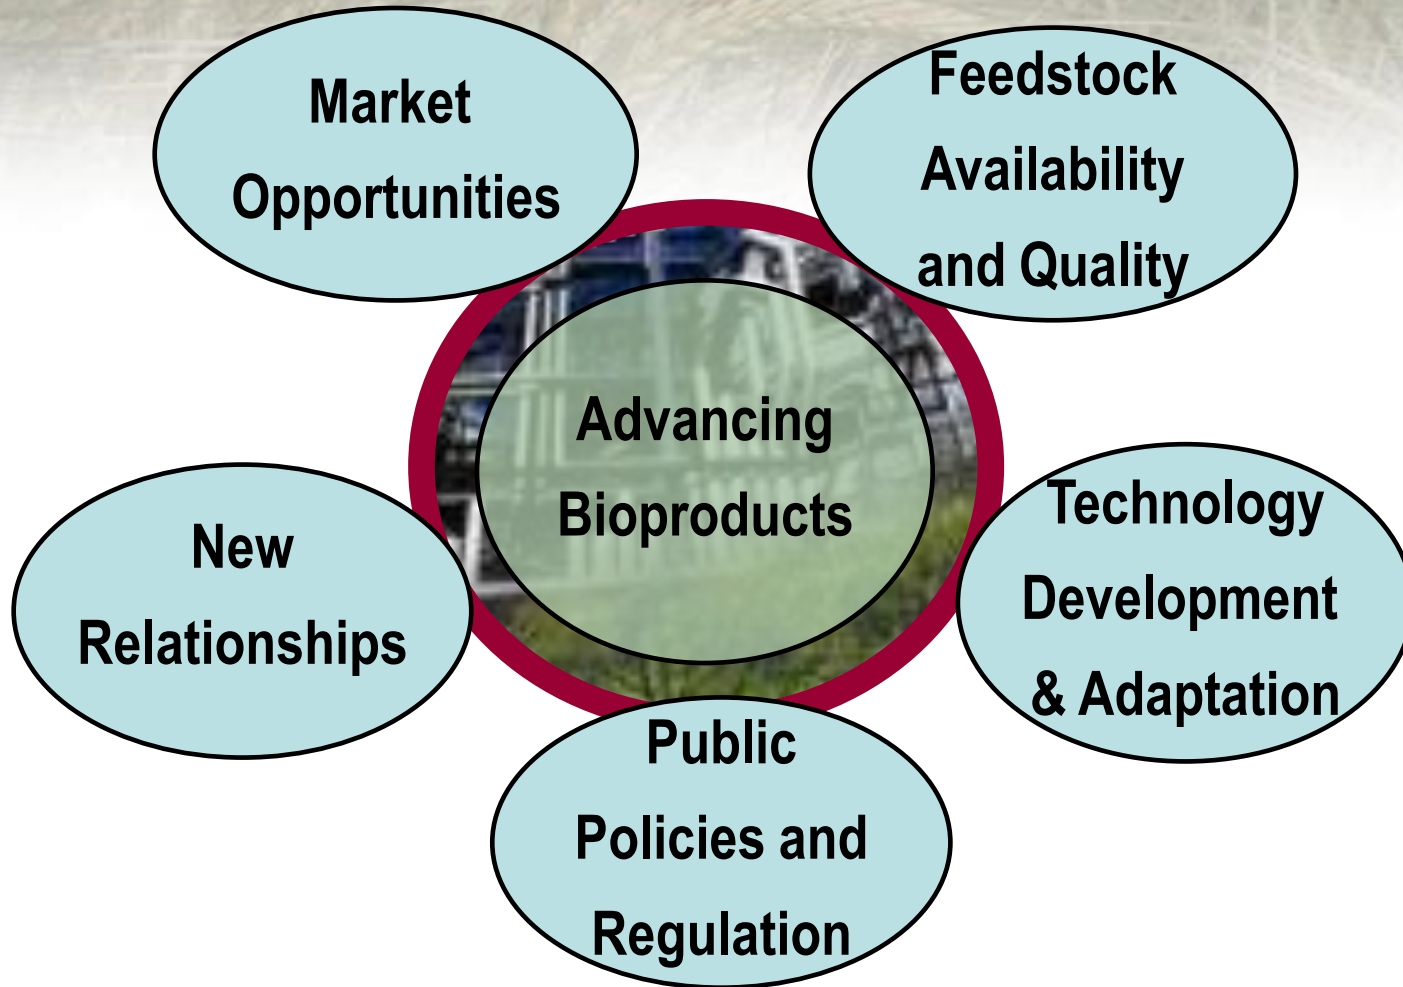 Market
Opportunities
Feedstock
Availability
and Quality
Advancing
Bioproducts
New
Relationships
Technology
Development
& Adaptation
Public
Policies and
Regulation